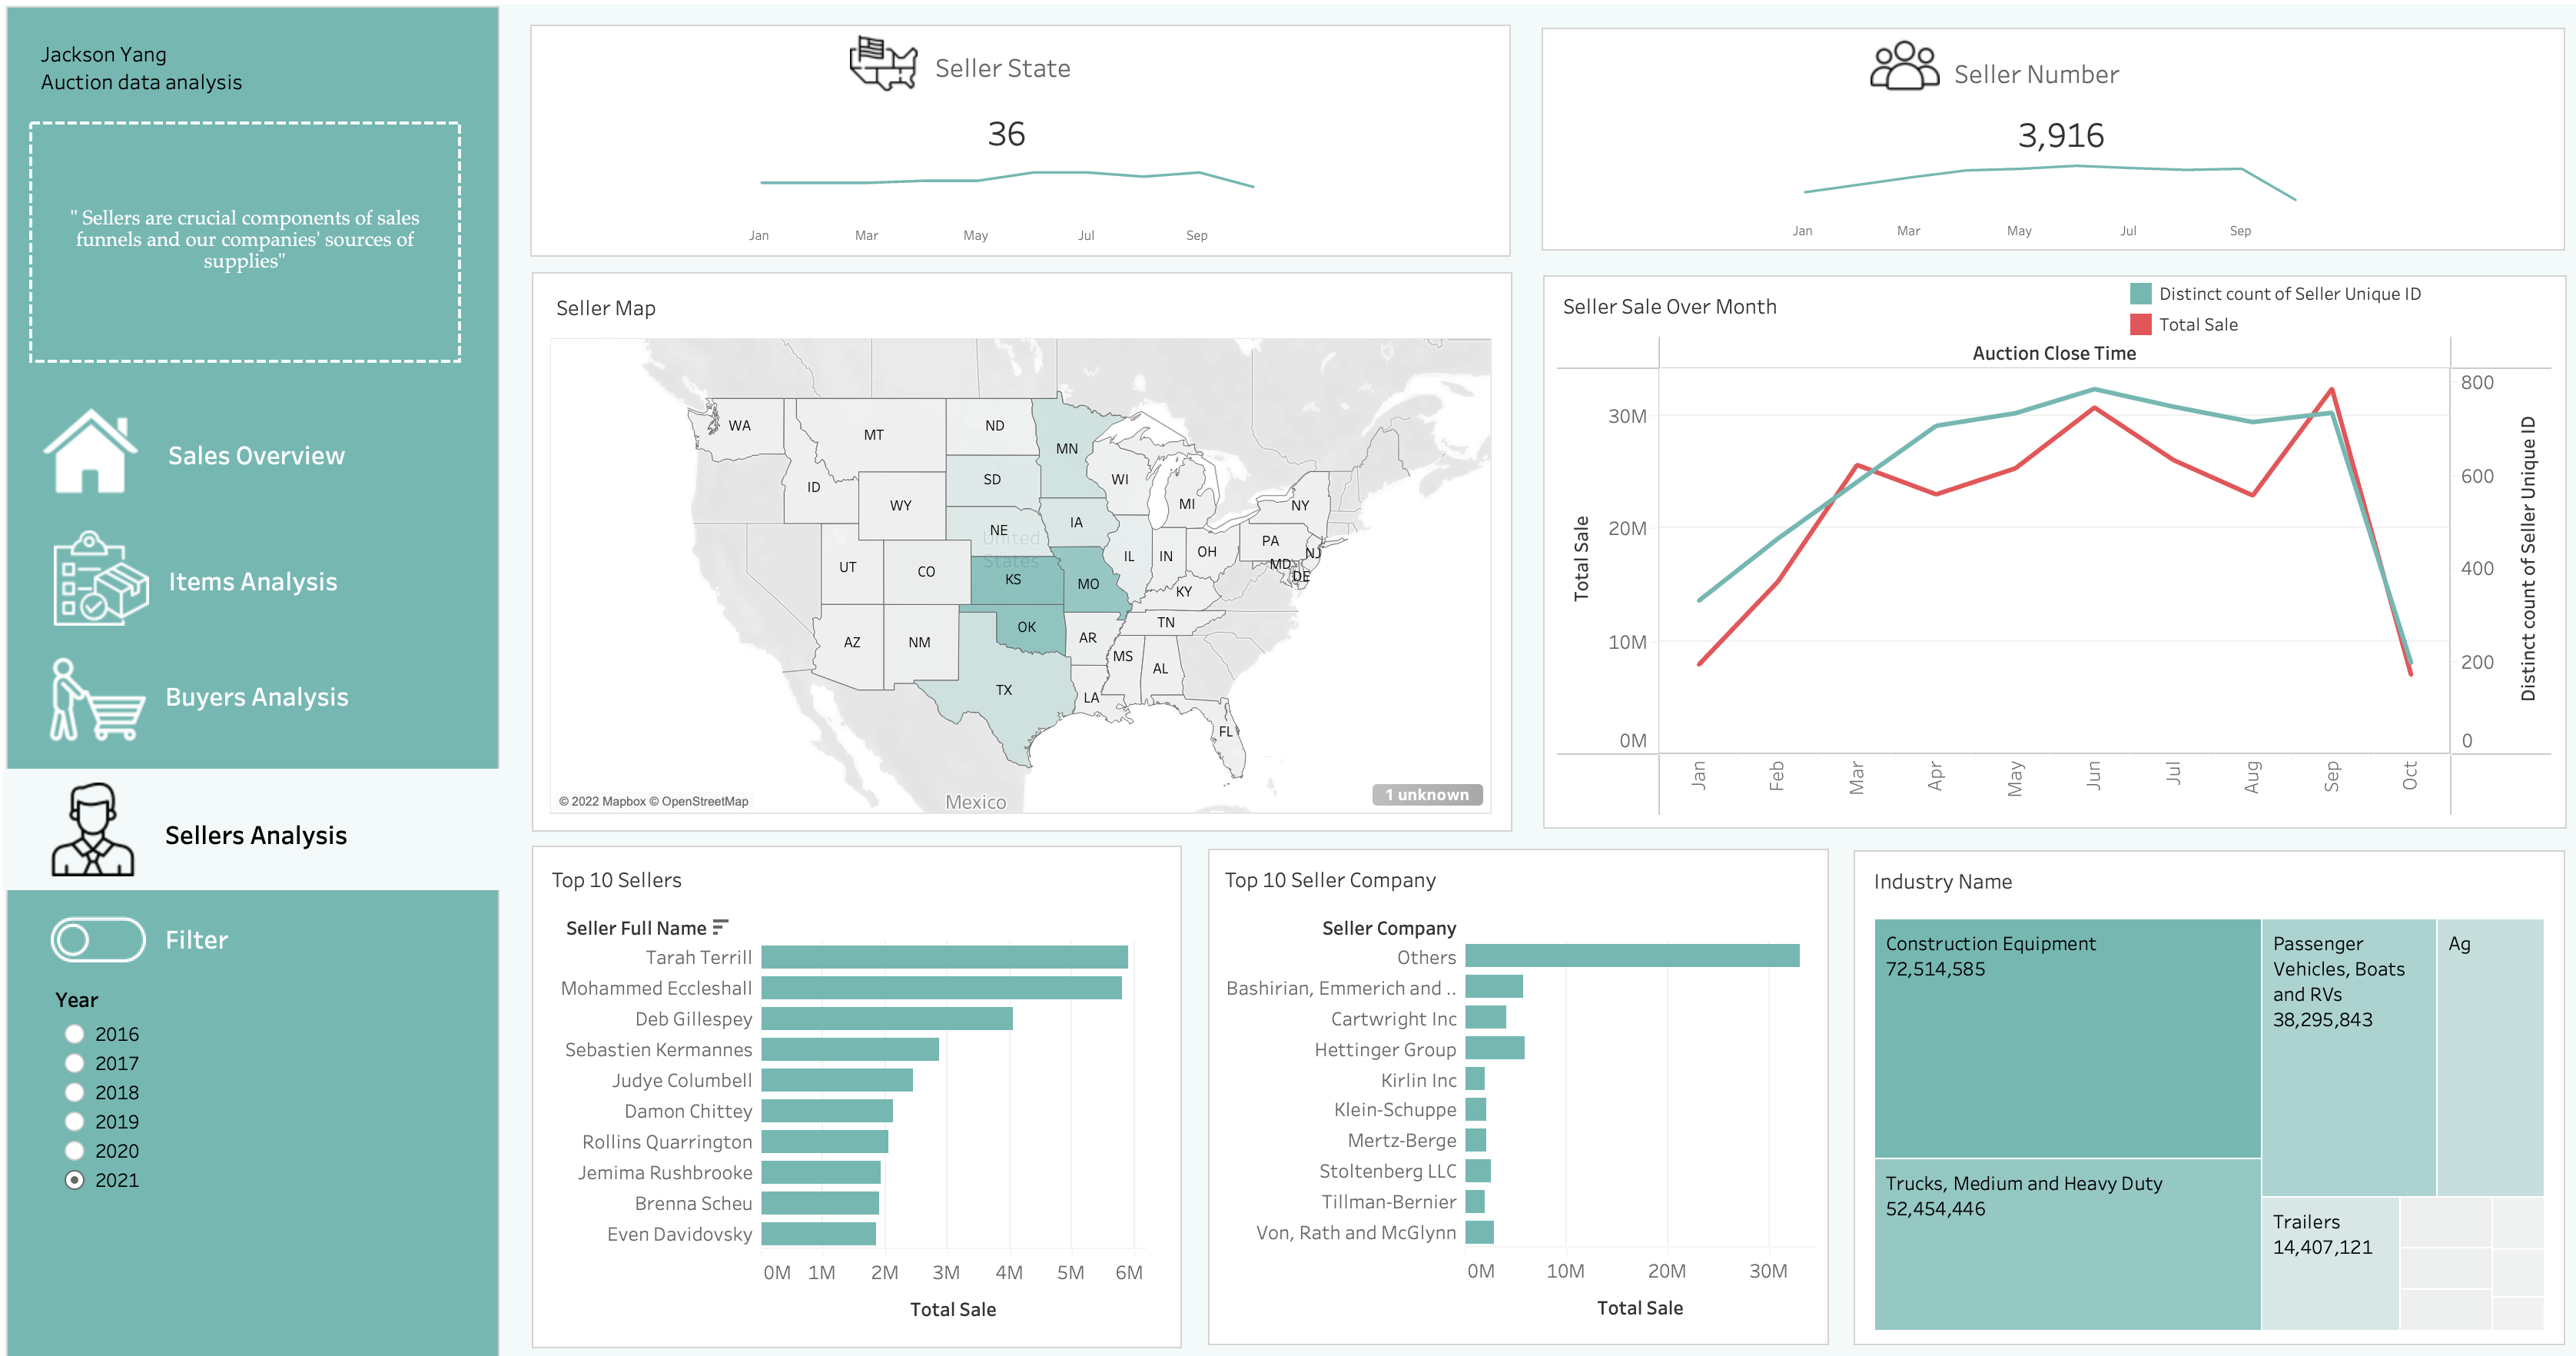 Jackson Yang
Auction data analysis
" Sellers are crucial components of sales
funnels and our companies' sources of
supplies"
Sales Overview
Items Analysis
Buyers Analysis
Sellers Analysis
Filter
Year
2016
2017
2018
2019
2020
2021
Seller State
36
Jan Mar May Jul Sep
Seller Number
3,916
Jan Mar May Jul Sep
Seller Map
WA
MT
ND
MN
ID
WY
SD
WI
MI
NY
NE
IA
United
States
UT
CO
KS
MO
IL
IN
OH
PA
NJ
MD
DE
KY
AZ
NM
OK
AR
TN
MS
AL
TX
LA
FL
Mexico
© 2022 Mapbox © OpenStreetMap
1 unknown
Seller Sale Over Month
Distinct count of Seller Unique ID
Total Sale
Auction Close Time
Total Sale
30M
20M
10M
0M
800
600
400
200
0
Distinct count of Seller Unique ID
Jan Feb Mar Apr May Jun Jul Aug Sep Oct
Top 10 Sellers
Seller Full Name
Tarah Terrill
Mohammed Eccleshall
Deb Gillespey
Sebastien Kermannes
Judye Columbell
Damon Chittey
Rollins Quarrington
Jemima Rushbrooke
Brenna Scheu
Even Davidovsky
0M 1M 2M 3M 4M 5M 6M
Total Sale
Top 10 Seller Company
Seller Company
Others
Bashirian, Emmerich and ..
Cartwright Inc
Hettinger Group
Kirlin Inc
Klein-Schuppe
Mertz-Berge
Stoltenberg LLC
Tillman-Bernier
Von, Rath and McGlynn
0M 10M 20M 30M
Total Sale
Industry Name
Construction Equipment
72,514,585
Trucks, Medium and Heavy Duty
52,454,446
Passenger
Vehicles, Boats
and RVs
38,295,843
Ag
Trailers
14,407,121